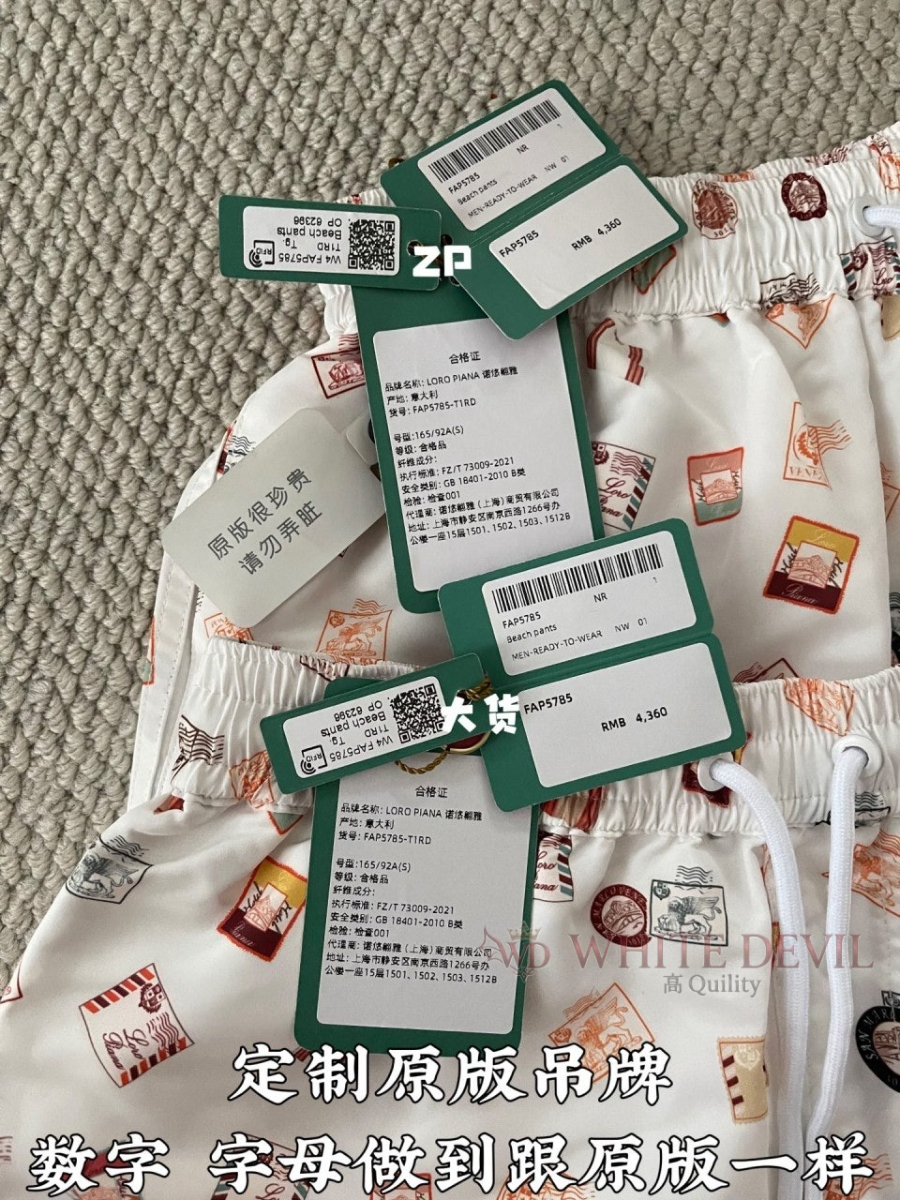 NR 1
FAP5785
Beach pants
MEN-READY-TO-WEAR NW 01
FAP5785
RMB 4,360
W4 FAP5785
T1RD Tg.
Beach pants
OP 62396
RFID
ZP
合格证
品牌名称: LORO PIANA 诺悠翩雅
产地: 意大利
货号: FAP5785-T1RD
号型:165/92A(S)
等级: 合格品
纤维成分:
执行标准: FZ/T 73009-2021
安全类别: GB 18401-2010 B类
检验: 检查001
代理商: 诺悠翩雅 (上海) 商贸有限公司
地址: 上海市静安区南京西路1266号办
公楼一座15层1501、1502、1503、1512B
原版很珍贵
请勿弄脏
NR 1
FAP5785
Beach pants
MEN-READY-TO-WEAR NW 01
FAP5785
RMB 4,360
W4 FAP5785
T1RD Tg
Beach pants
OP 62396
RFID
大货
合格证
品牌名称: LORO PIANA 诺悠翩雅
产地: 意大利
货号: FAP5785-T1RD
号型:165/92A(S)
等级: 合格品
纤维成分:
执行标准: FZ/T 73009-2021
安全类别: GB 18401-2010 B类
检验: 检查001
代理商: 诺悠翩雅 (上海) 商贸有限公司
地址: 上海市静安区南京西路1266号办
公楼一座15层1501、1502、1503、1512B
Loro
Piana
WD WHITE DEVIL
高 Quility
定制原版吊牌
数字 字母做到跟原版一样